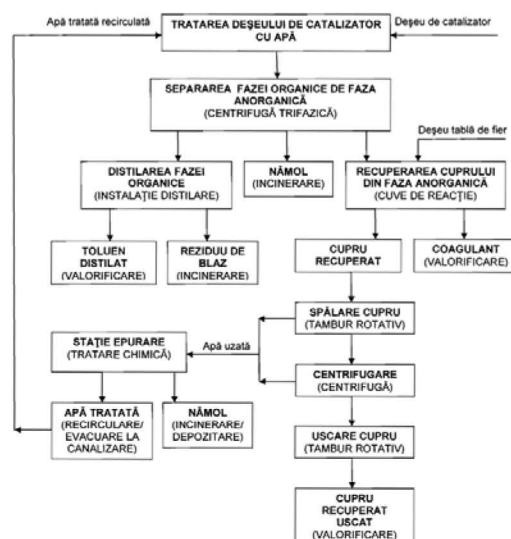 Apă tratată recirculată
TRATAREA DEȘEULUI DE CATALIZATOR
CU APĂ
Deșeu de catalizator
SEPARAREA FAZEI ORGANICE DE FAZA
ANORGANICĂ
(CENTRIFUGĂ TRIFAZICĂ)
Deșeu tablă de fier
DISTILAREA FAZEI
ORGANICE
(INSTALAȚIE DISTILARE)
NĂMOL
(INCINERARE)
RECUPERAREA CUPRULUI
DIN FAZA ANORGANICĂ
(CUVE DE REACȚIE)
TOLUEN
DISTILAT
(VALORIFICARE)
REZIDUU DE
BLAZ
(INCINERARE)
CUPRU
RECUPERAT
COAGULANT
(VALORIFICARE)
SPĂLARE CUPRU
(TAMBUR ROTATIV)
STAȚIE EPURARE
(TRATARE CHIMICĂ)
Apă uzată
CENTRIFUGARE
(CENTRIFUGĂ)
APĂ TRATATĂ
(RECIRCULARE/
EVACUARE LA
CANALIZARE)
NĂMOL
(INCINERARE/
DEPOZITARE)
USCARE CUPRU
(TAMBUR ROTATIV)
CUPRU
RECUPERAT
USCAT
(VALORIFICARE)